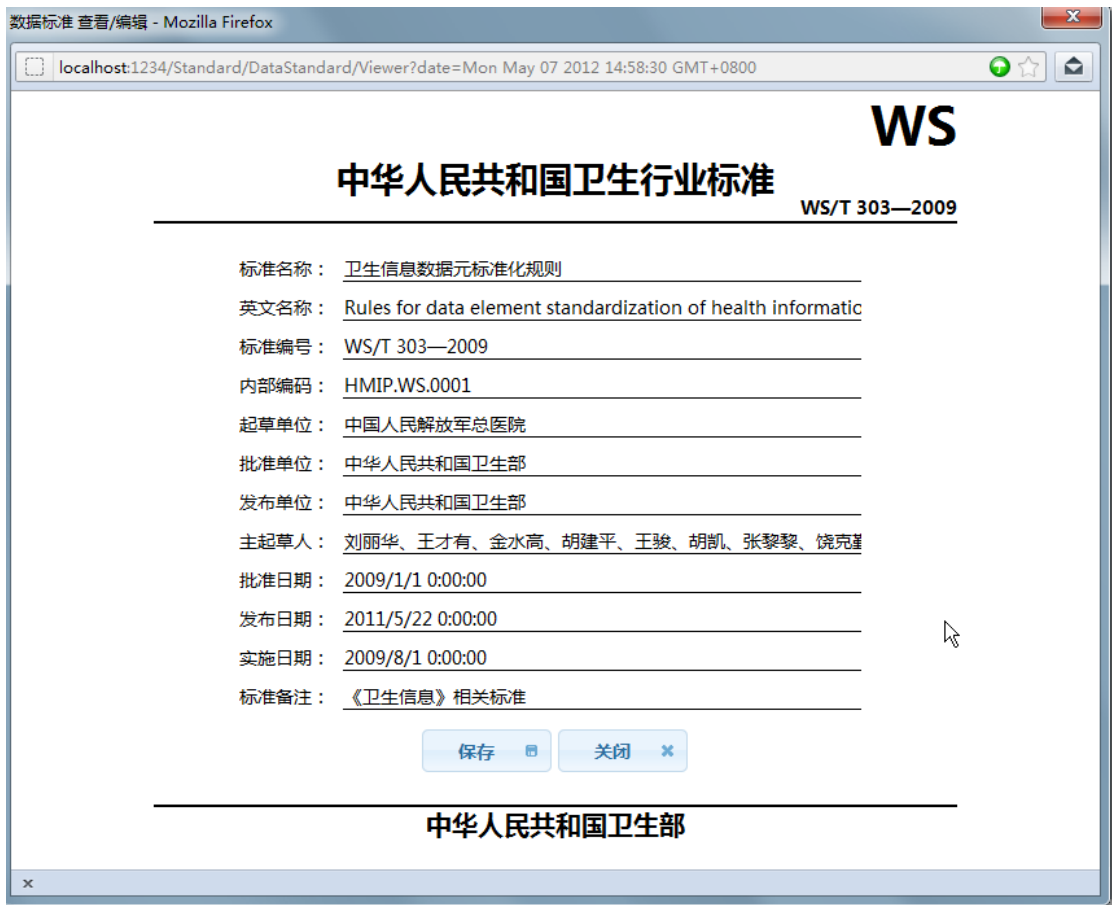 数据标准 查看/编辑 - Mozilla Firefox
localhost:1234/Standard/DataStandard/Viewer?date=Mon May 07 2012 14:58:30 GMT+0800
WS
中华人民共和国卫生行业标准
WS/T 303—2009
标准名称： 卫生信息数据元标准化规则
英文名称： Rules for data element standardization of health informatio
标准编号： WS/T 303—2009
内部编码： HMIP.WS.0001
起草单位： 中国人民解放军总医院
批准单位： 中华人民共和国卫生部
发布单位： 中华人民共和国卫生部
主起草人： 刘丽华、王才有、金水高、胡建平、王骏、胡凯、张黎黎、饶克勤
批准日期： 2009/1/1 0:00:00
发布日期： 2011/5/22 0:00:00
实施日期： 2009/8/1 0:00:00
标准备注： 《卫生信息》相关标准
保存 关闭
中华人民共和国卫生部